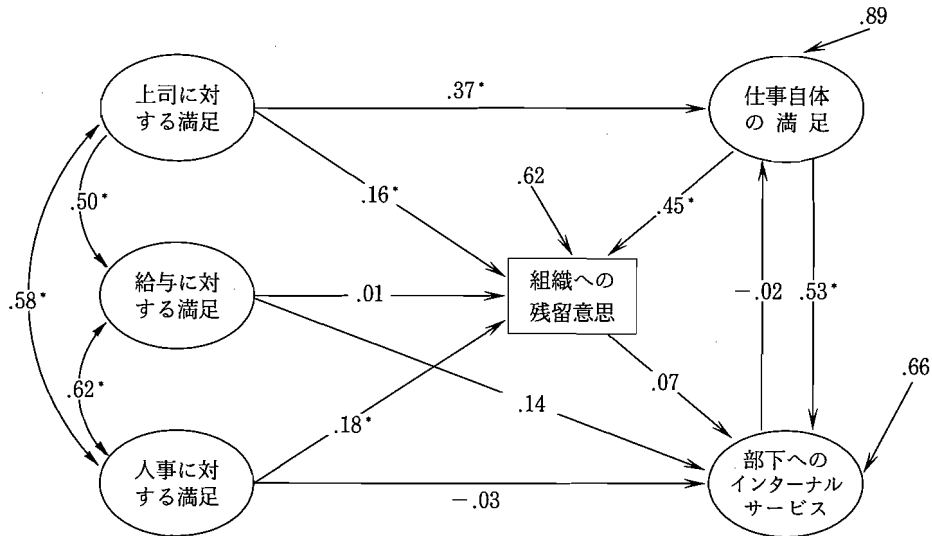 .89
上司に対
する満足
.37*
仕事自体
の満足
.50*
.16*
.62
.45*
給与に対
する満足
.01
組織への
残留意思
-.02
.53*
.58*
.62*
.14
.07
.66
.18*
人事に対
する満足
-.03
部下への
インターナル
サービス